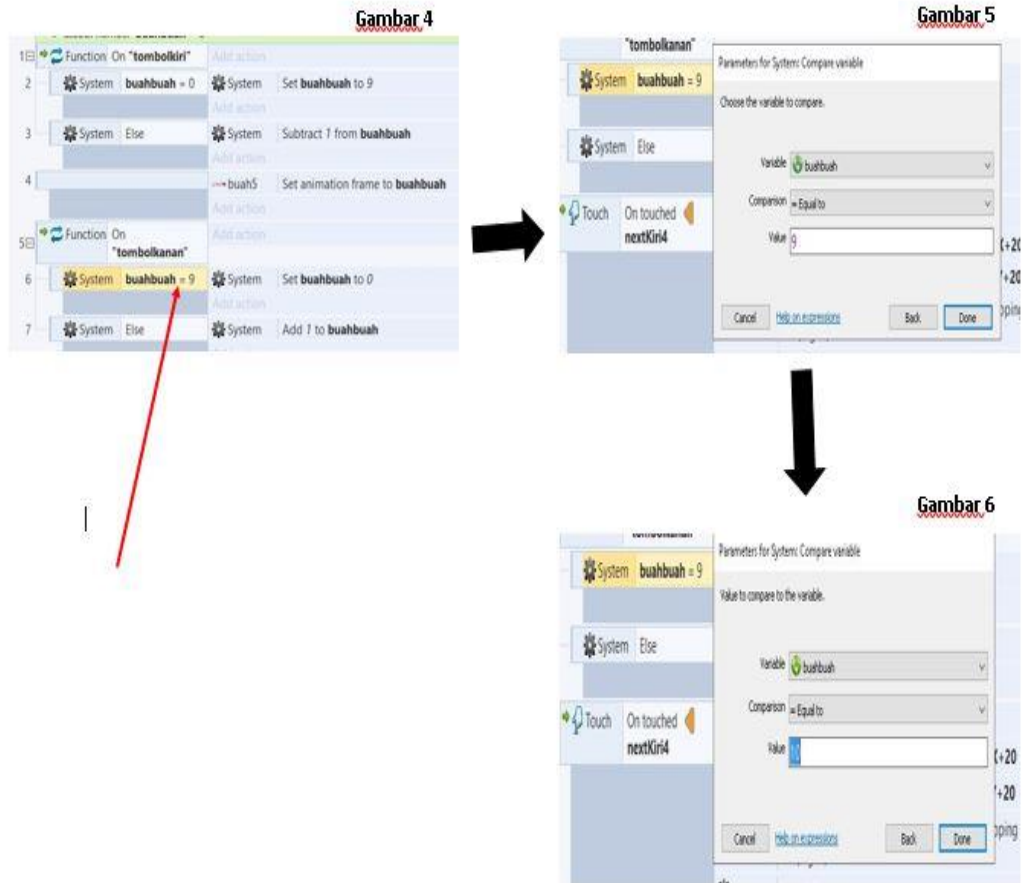 Gambar 4
1 Function On "tombolkiri" Add action
2 System buahbuah = 0 System Set buahbuah to 9
Add action
3 System Else System Subtract 1 from buahbuah
Add action
4 buah5 Set animation frame to buahbuah
Add action
5 Function On "tombolkanan" Add action
6 System buahbuah = 9 System Set buahbuah to 0
Add action
7 System Else System Add 1 to buahbuah
Gambar 5
"tombolkanan"
System buahbuah = 9
System Else
Touch On touched
nextKiri4
Parameters for System: Compare variable
Choose the variable to compare.
Variable buahbuah
Comparison = Equal to
Value 9
Cancel Help on expressions Back Done
+20
+20
Gambar 6
System buahbuah = 9
System Else
Touch On touched
nextKiri4
Parameters for System: Compare variable
Value to compare to the variable.
Variable buahbuah
Comparison = Equal to
Value 10
Cancel Help on expressions Back Done
+20
+20